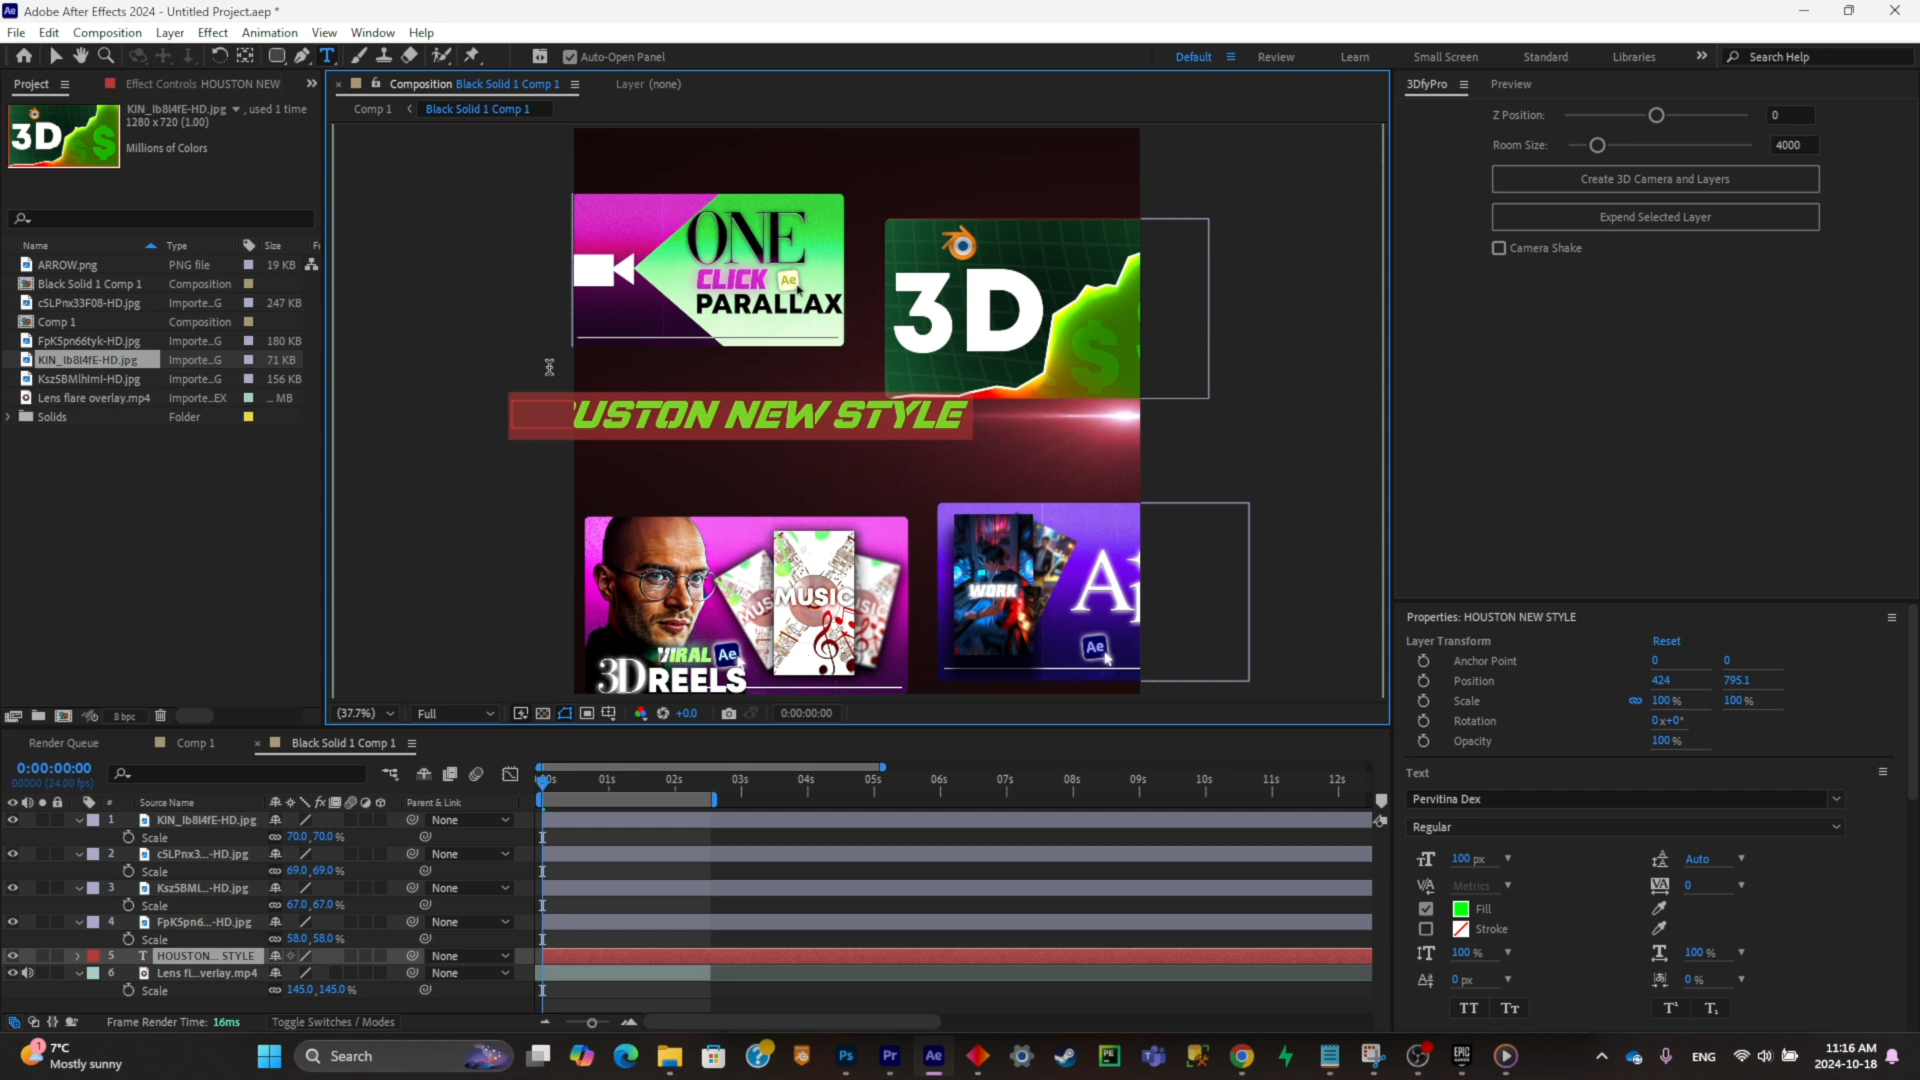 Adobe After Effects 2024 - Untitled Project.aep *
File Edit Composition Layer Effect Animation View Window Help
Auto-Open Panel
Default Review Learn Small Screen Standard Libraries Search Help
Project Effect Controls HOUSTON NEW
Composition Black Solid 1 Comp 1 Layer (none)
Comp 1 Black Solid 1 Comp 1
KIN_Ib8I4fE-HD.jpg , used 1 time
1280 x 720 (1.00)
Millions of Colors
3D
Name Type Size
ARROW.png PNG file 19 KB
Black Solid 1 Comp 1 Composition
c5LPnx33F08-HD.jpg Importe...G 247 KB
Comp 1 Composition
FpK5pn66tyk-HD.jpg Importe...G 180 KB
KIN_Ib8I4fE-HD.jpg Importe...G 71 KB
Ksz5BMlhImI-HD.jpg Importe...G 156 KB
Lens flare overlay.mp4 Importe...EX ... MB
Solids Folder
8 bpc
ONE
CLICK Ae
PARALLAX
3D
USTON NEW STYLE
MUSIC
VIRAL Ae
3D REELS
WORK
Ae
(37.7%) Full +0.0 0:00:00:00
3DfyPro Preview
Z Position: 0
Room Size: 4000
Create 3D Camera and Layers
Expend Selected Layer
Camera Shake
Properties: HOUSTON NEW STYLE
Layer Transform Reset
Anchor Point 0 0
Position 424 795.1
Scale 100 % 100 %
Rotation 0x+0°
Opacity 100 %
Text
Pervitina Dex
Regular
100 px Auto
Metrics 0
Fill
Stroke
100 % 100 %
0 px 0 %
TT Tт T¹ T₁
Render Queue Comp 1 Black Solid 1 Comp 1
0:00:00:00
00000 (24.00 fps)
00s 01s 02s 03s 04s 05s 06s 07s 08s 09s 10s 11s 12s
# Source Name Parent & Link
1 KIN_Ib8I4fE-HD.jpg None
Scale 70.0,70.0 %
2 c5LPnx3...-HD.jpg None
Scale 69.0,69.0 %
3 Ksz5BMl...-HD.jpg None
Scale 67.0,67.0 %
4 FpK5pn6...-HD.jpg None
Scale 58.0,58.0 %
5 T HOUSTON... STYLE None
6 Lens fl...verlay.mp4 None
Scale 145.0,145.0 %
Frame Render Time: 16ms Toggle Switches / Modes
7°C
Mostly sunny
Search
ENG
11:16 AM
2024-10-18